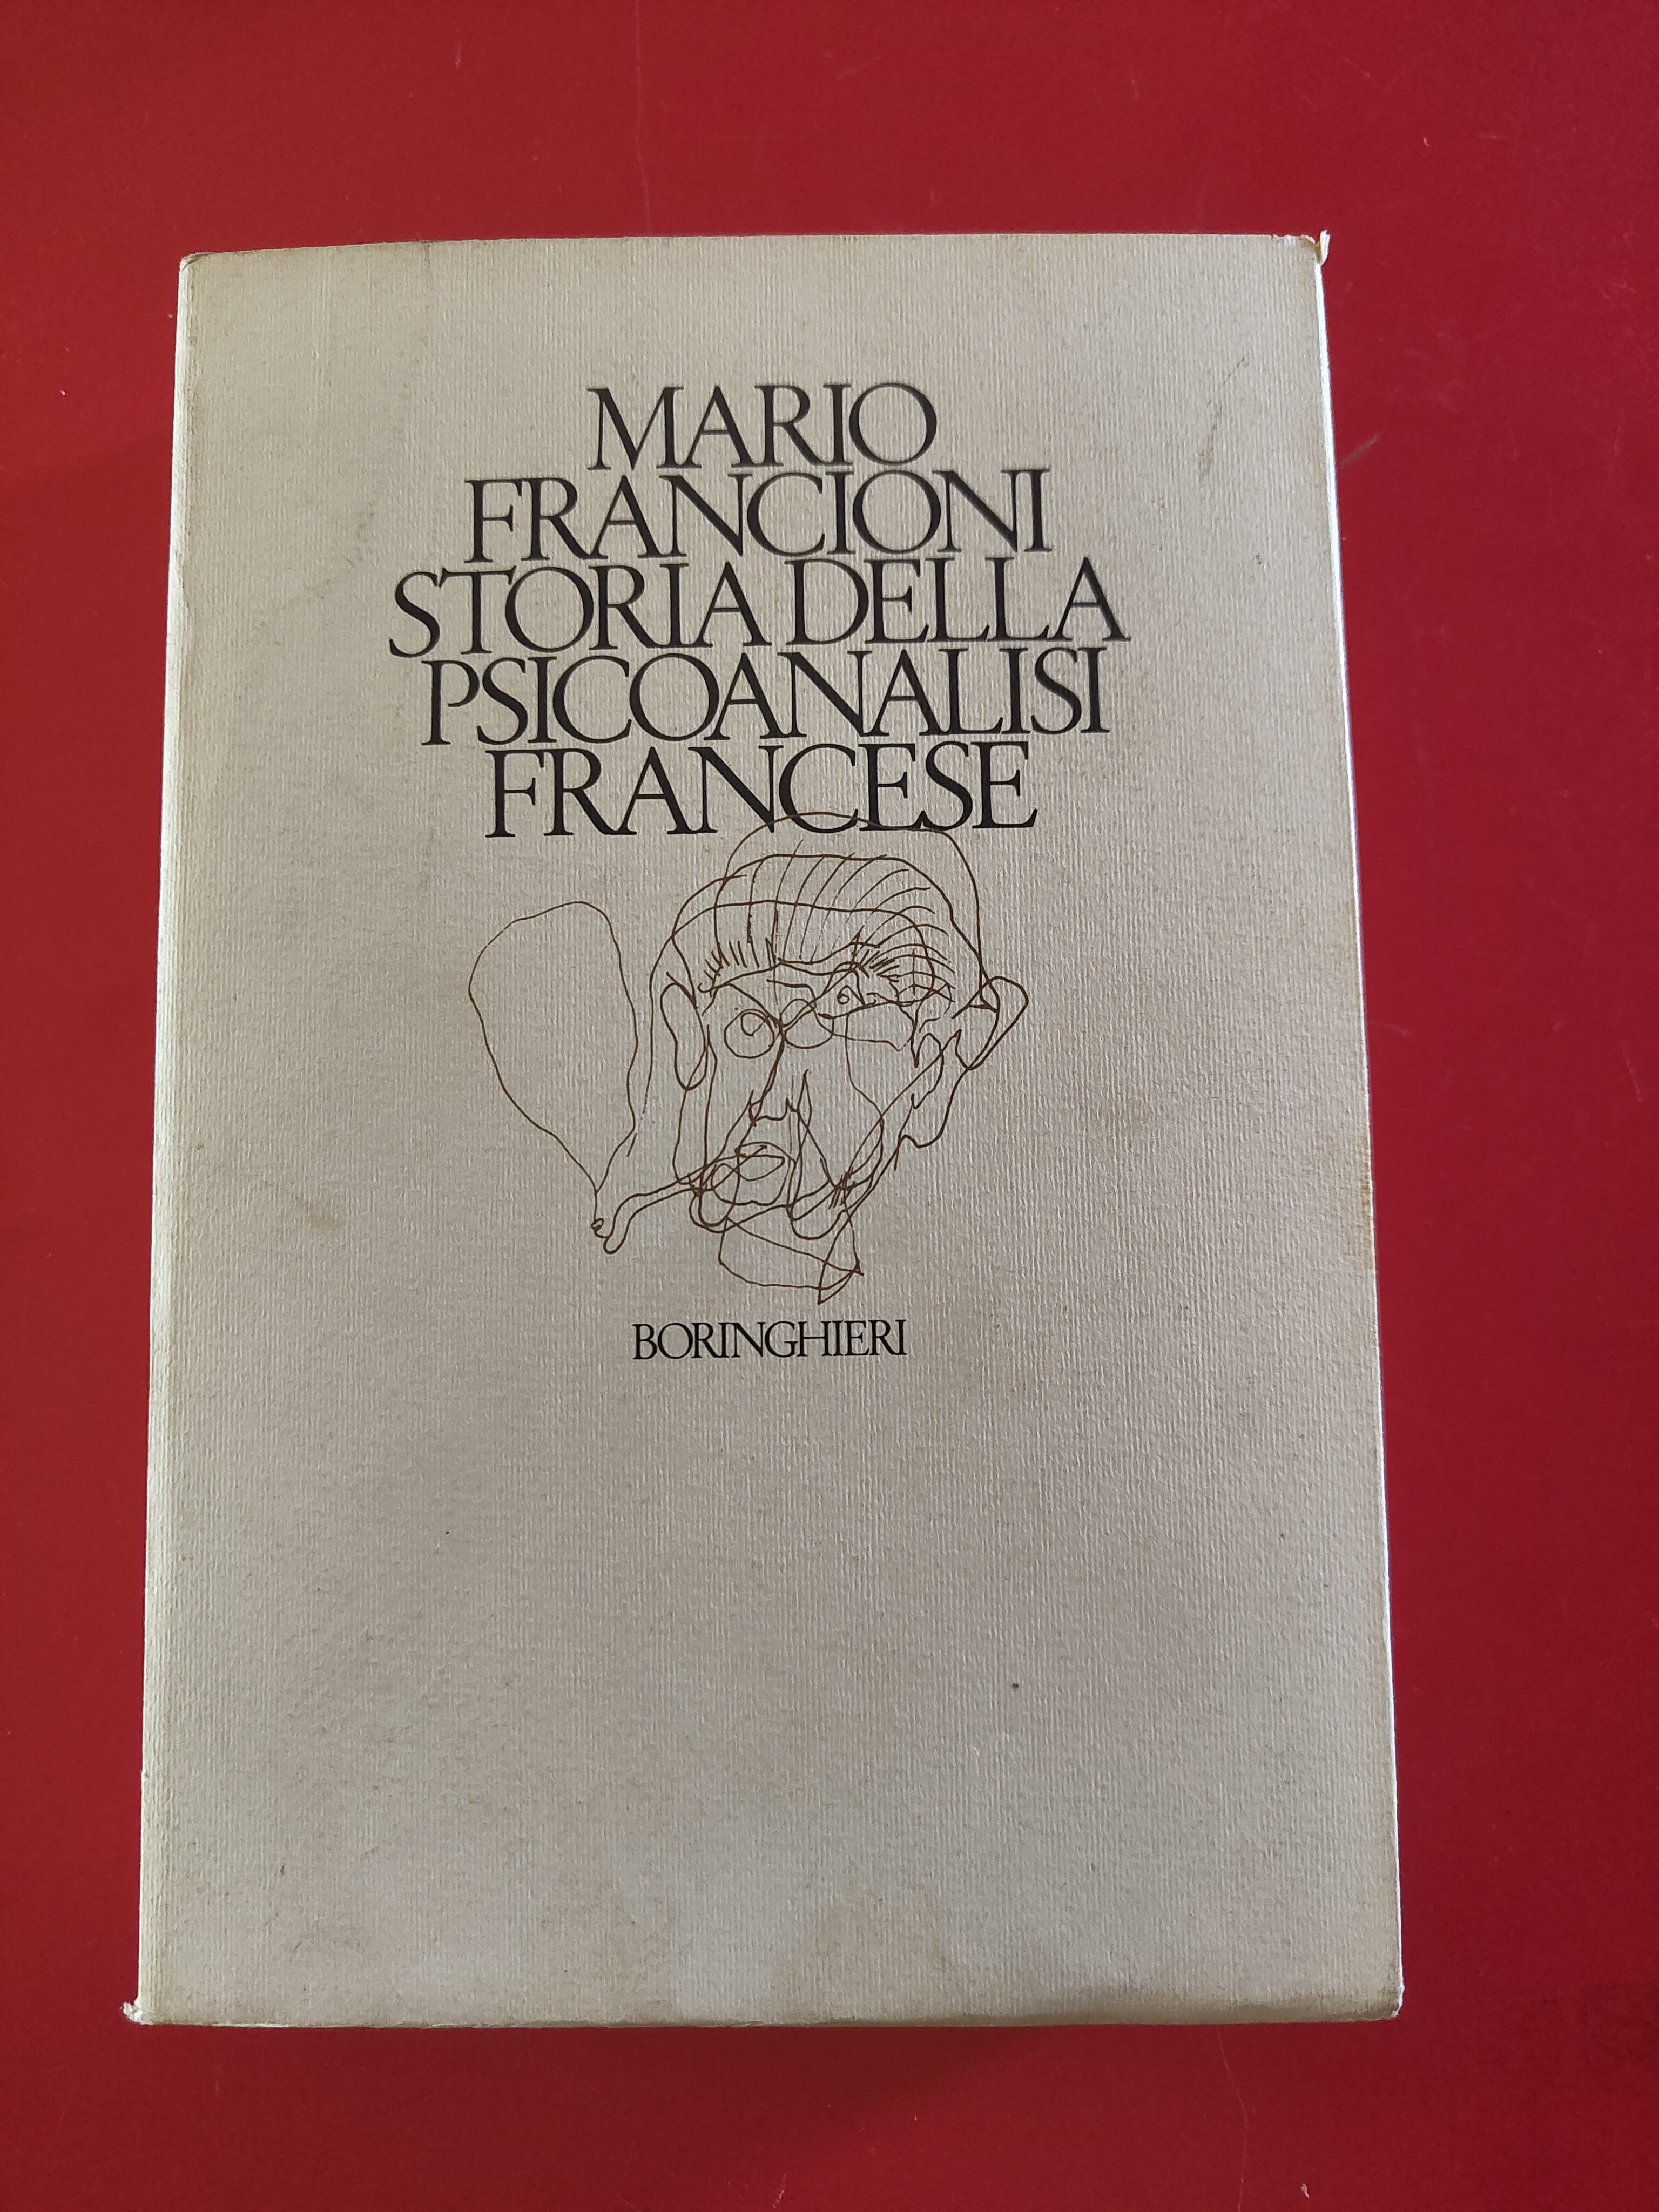 MARIO
FRANCIONI
STORIA DELLA
PSICOANALISI
FRANCESE
BORINGHIERI